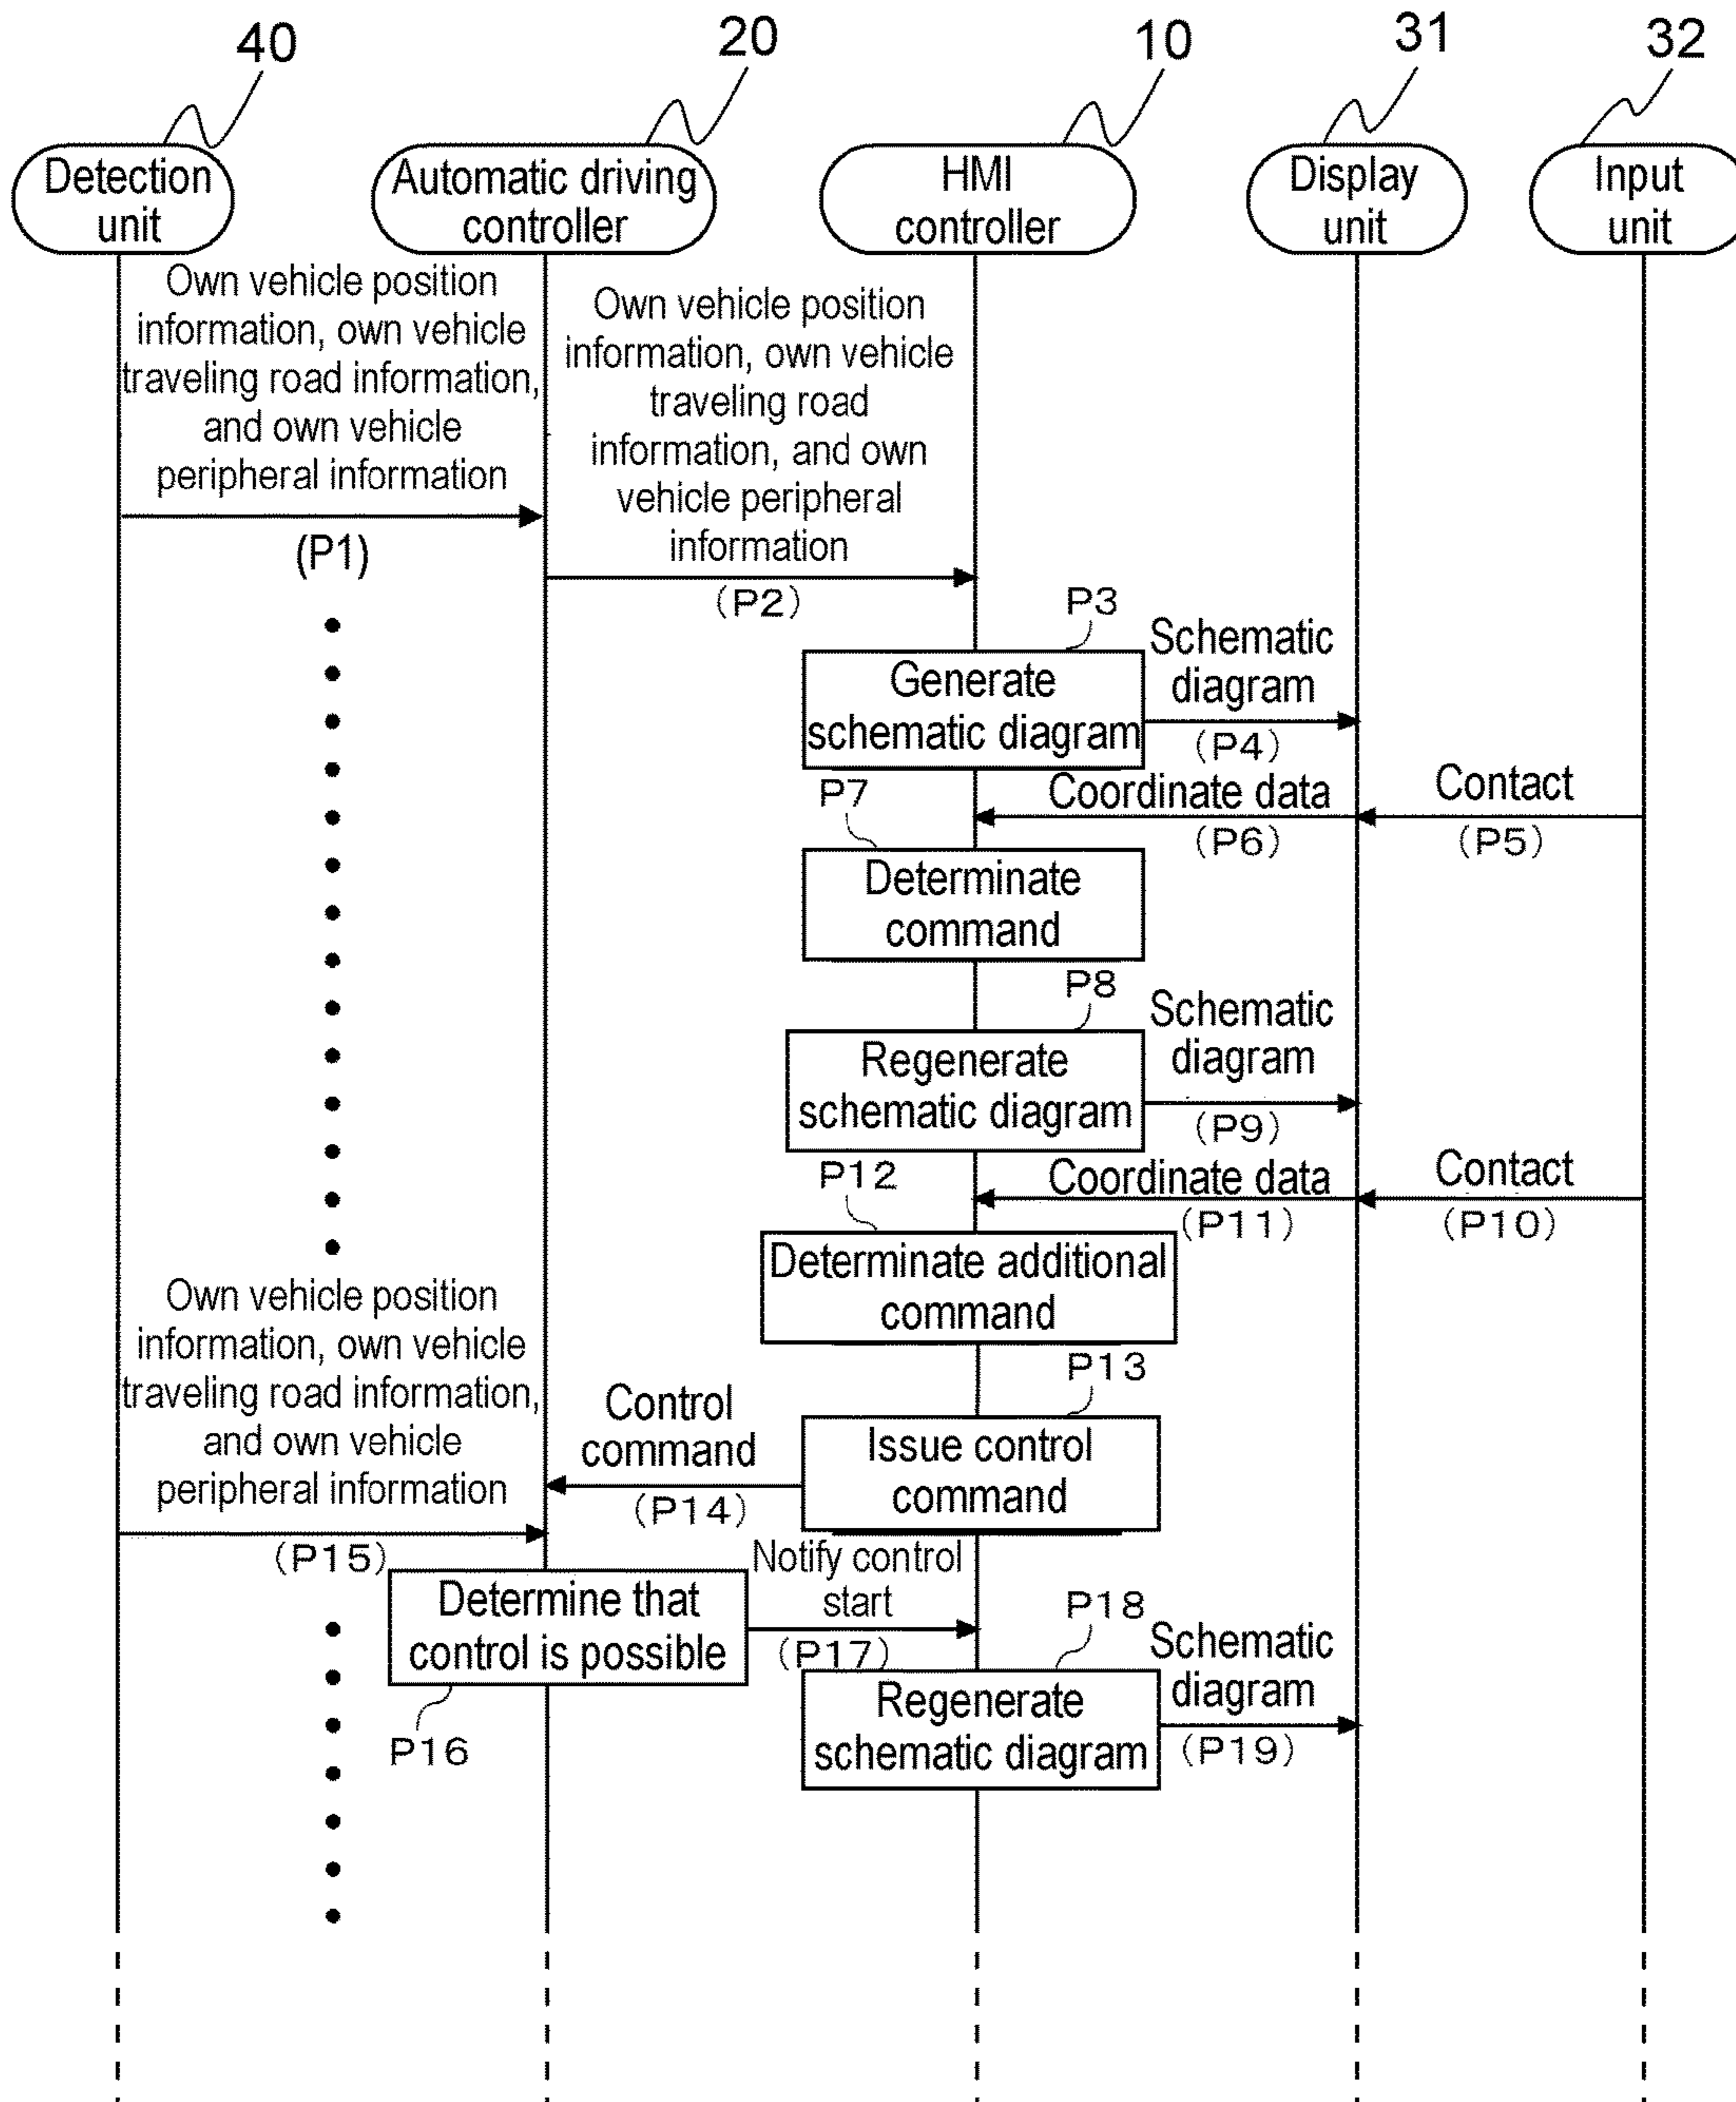 40
20
10
31
32
Detection
unit
Automatic driving
controller
HMI
controller
Display
unit
Input
unit
Own vehicle position
information, own vehicle
traveling road information,
and own vehicle
peripheral information
(P1)
Own vehicle position
information, own vehicle
traveling road
information, and own
vehicle peripheral
information
(P2)
P3
Generate
schematic diagram
Schematic
diagram
(P4)
Contact
(P5)
Coordinate data
(P6)
P7
Determinate
command
P8
Regenerate
schematic diagram
Schematic
diagram
(P9)
Contact
(P10)
Coordinate data
(P11)
P12
Determinate additional
command
P13
Issue control
command
Control
command
(P14)
Own vehicle position
information, own vehicle
traveling road information,
and own vehicle
peripheral information
(P15)
Determine that
control is possible
P16
Notify control
start
(P17)
P18
Regenerate
schematic diagram
Schematic
diagram
(P19)